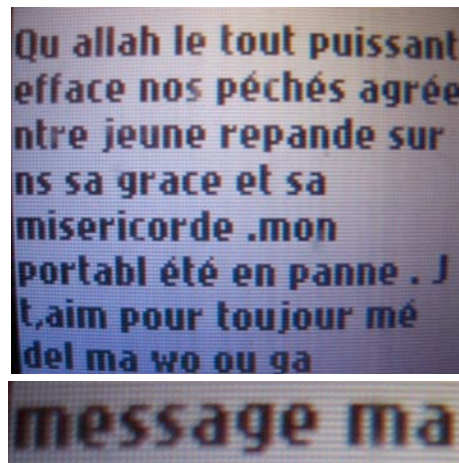 Qu allah le tout puissant
efface nos péchés agrée
ntre jeune repande sur
ns sa grace et sa
misericorde .mon
portabl été en panne . J
t,aim pour toujour mé
del ma wo ou ga
message ma